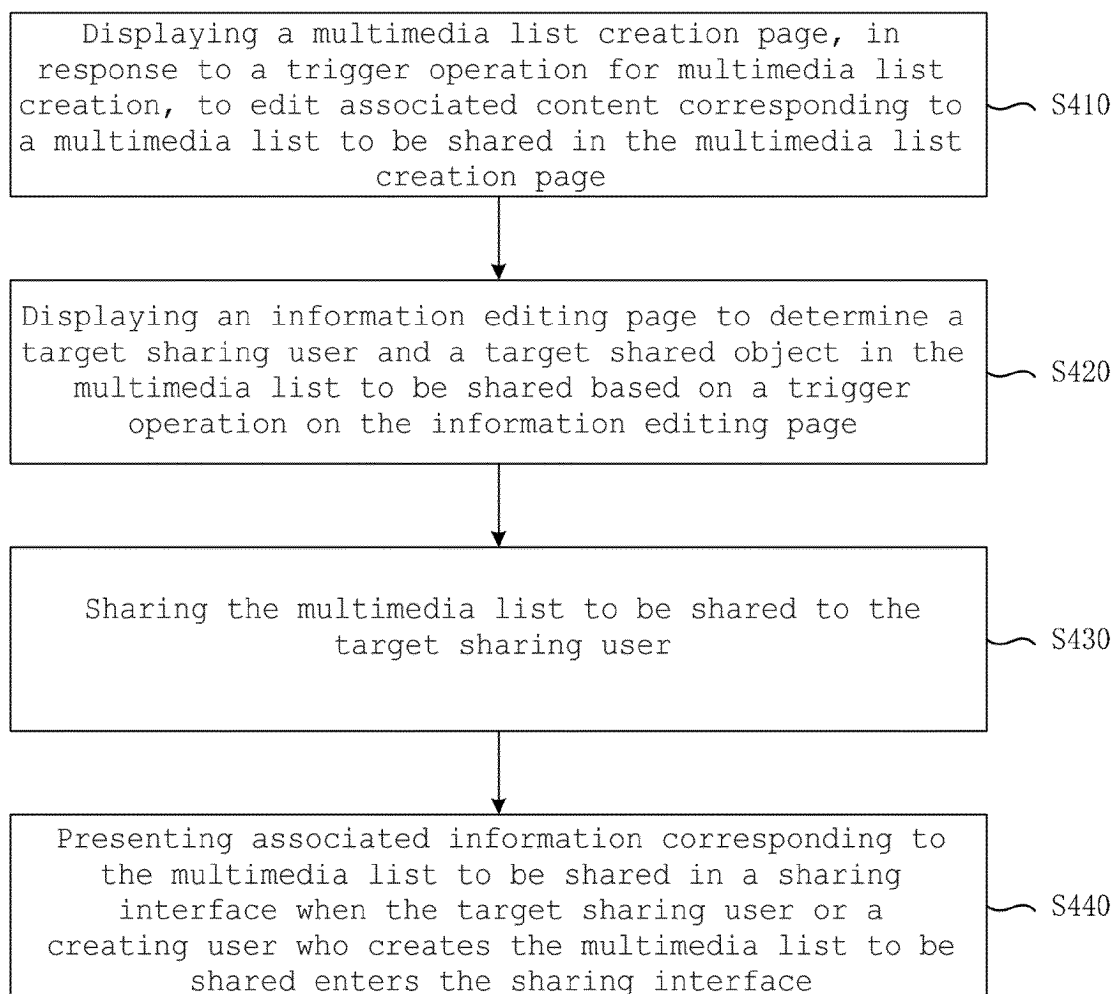 Displaying a multimedia list creation page, in
response to a trigger operation for multimedia list
creation, to edit associated content corresponding to
a multimedia list to be shared in the multimedia list
creation page
S410
Displaying an information editing page to determine a
target sharing user and a target shared object in the
multimedia list to be shared based on a trigger
operation on the information editing page
S420
Sharing the multimedia list to be shared to the
target sharing user
S430
Presenting associated information corresponding to
the multimedia list to be shared in a sharing
interface when the target sharing user or a
creating user who creates the multimedia list to be
shared enters the sharing interface
S440